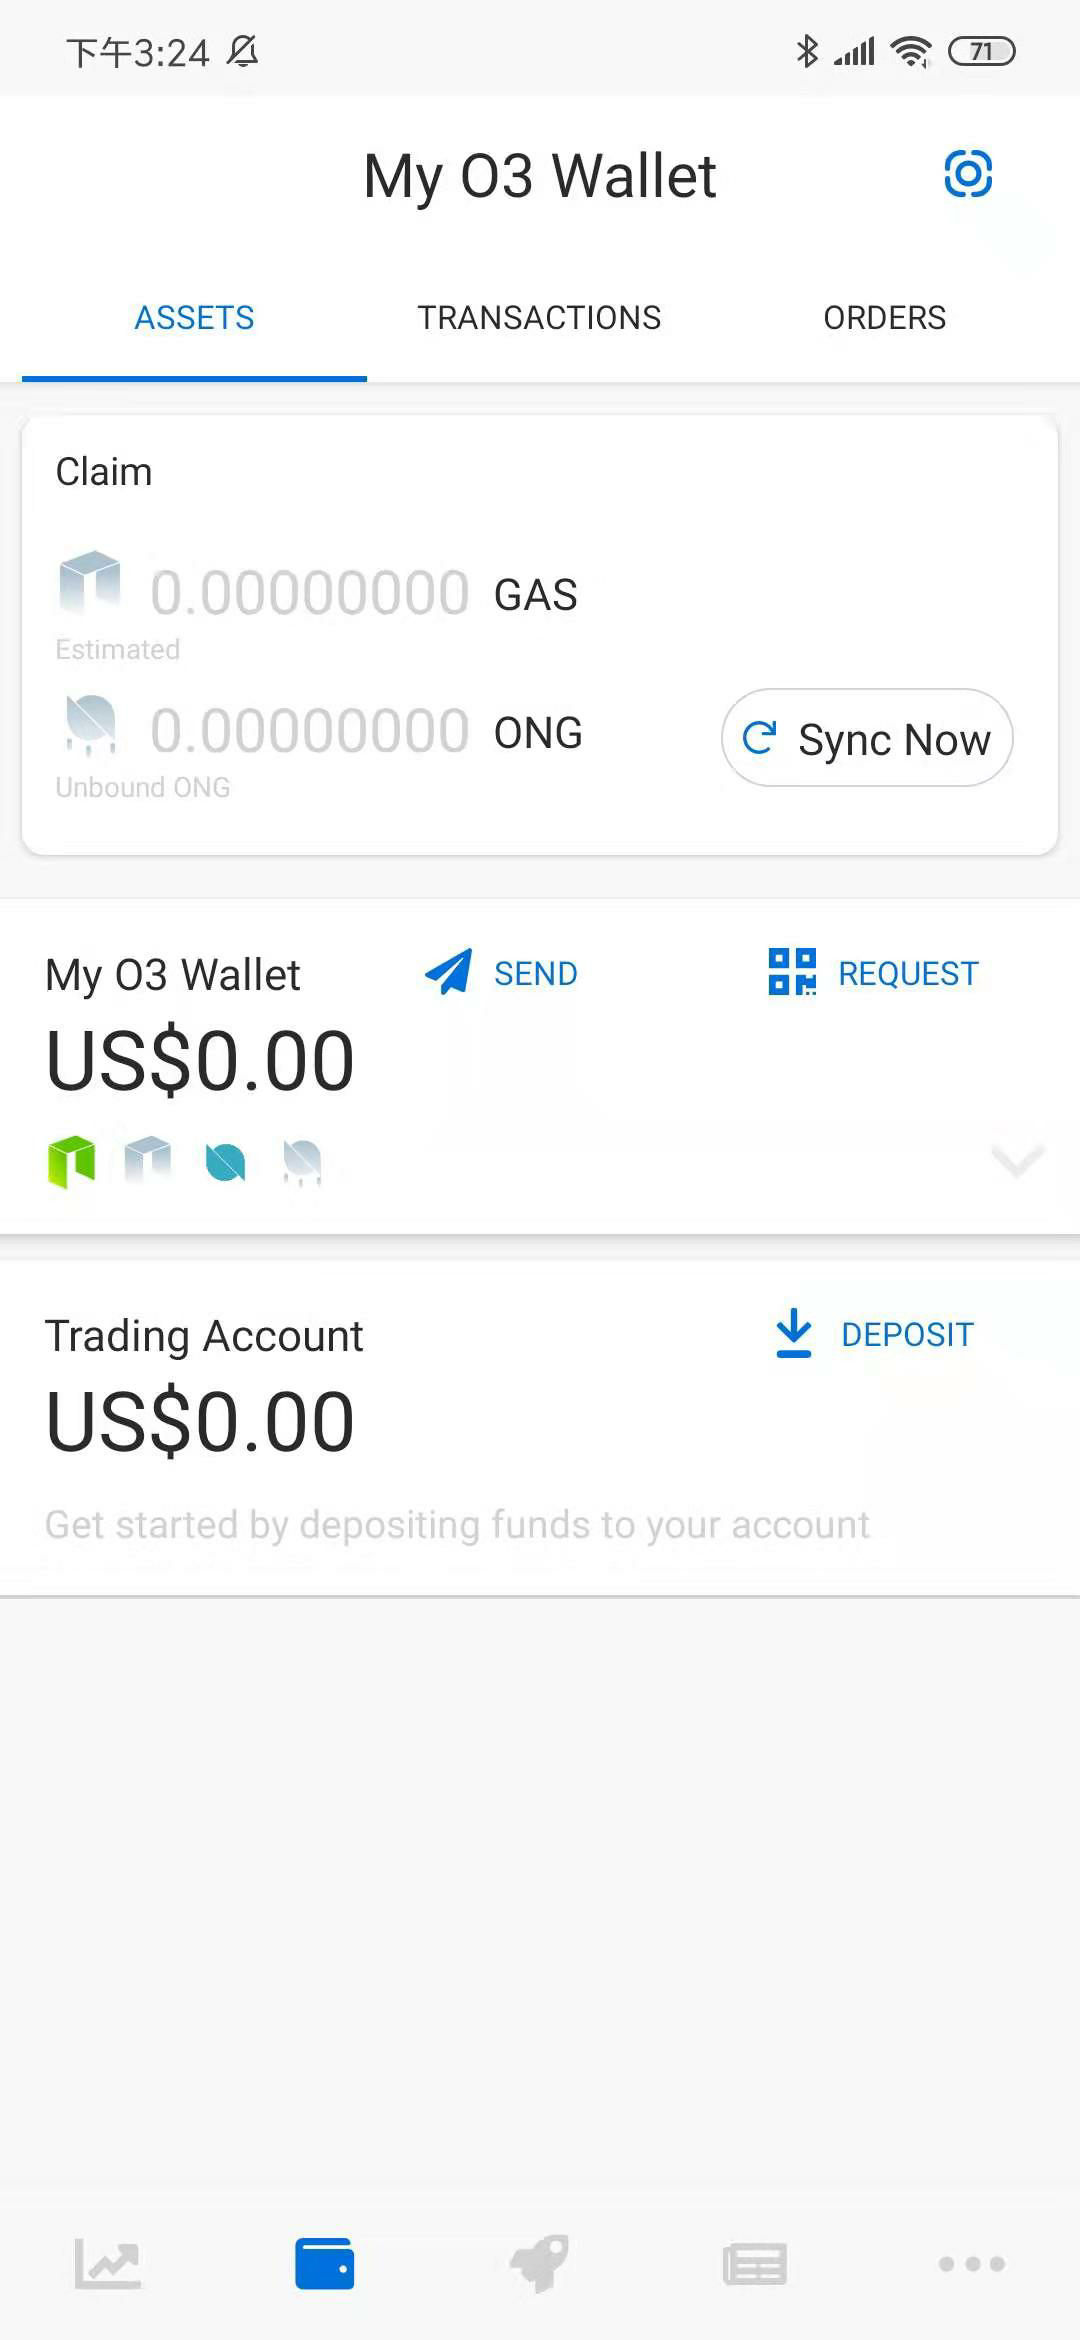 下午3:24
71
My O3 Wallet
ASSETS TRANSACTIONS ORDERS
Claim
0.00000000 GAS
Estimated
0.00000000 ONG
Sync Now
Unbound ONG
My O3 Wallet
SEND
REQUEST
US$0.00
Trading Account
DEPOSIT
US$0.00
Get started by depositing funds to your account